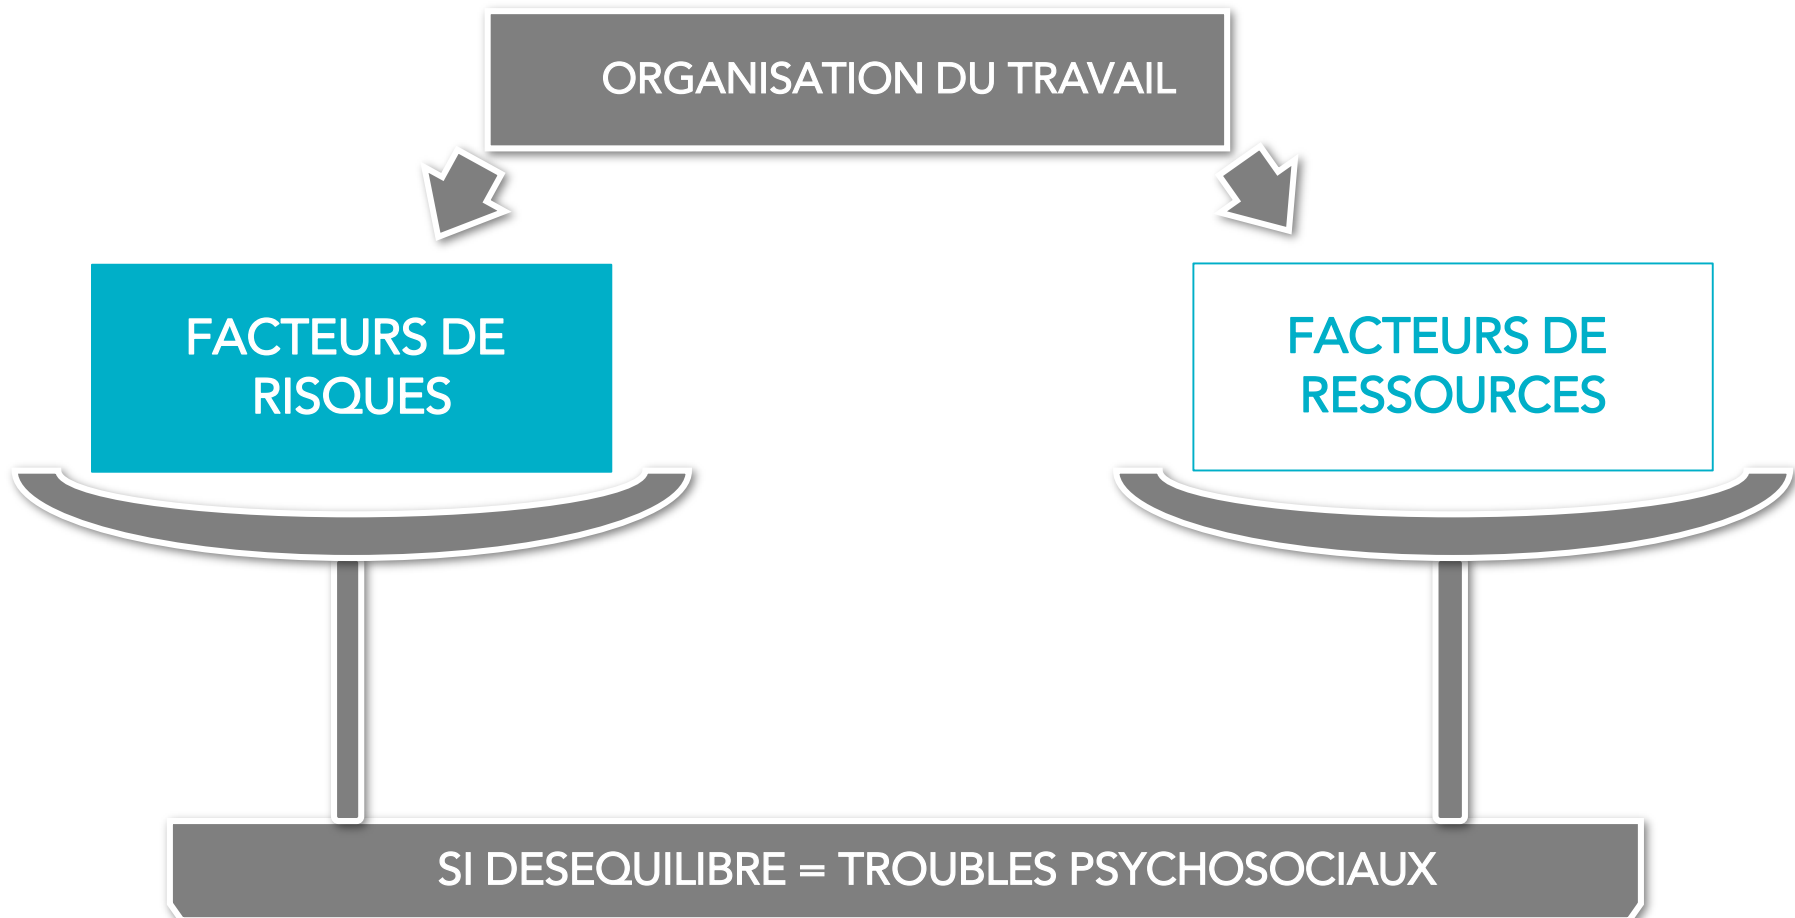 ORGANISATION DU TRAVAIL
FACTEURS DE
RISQUES
FACTEURS DE
RESSOURCES
SI DESEQUILIBRE = TROUBLES PSYCHOSOCIAUX